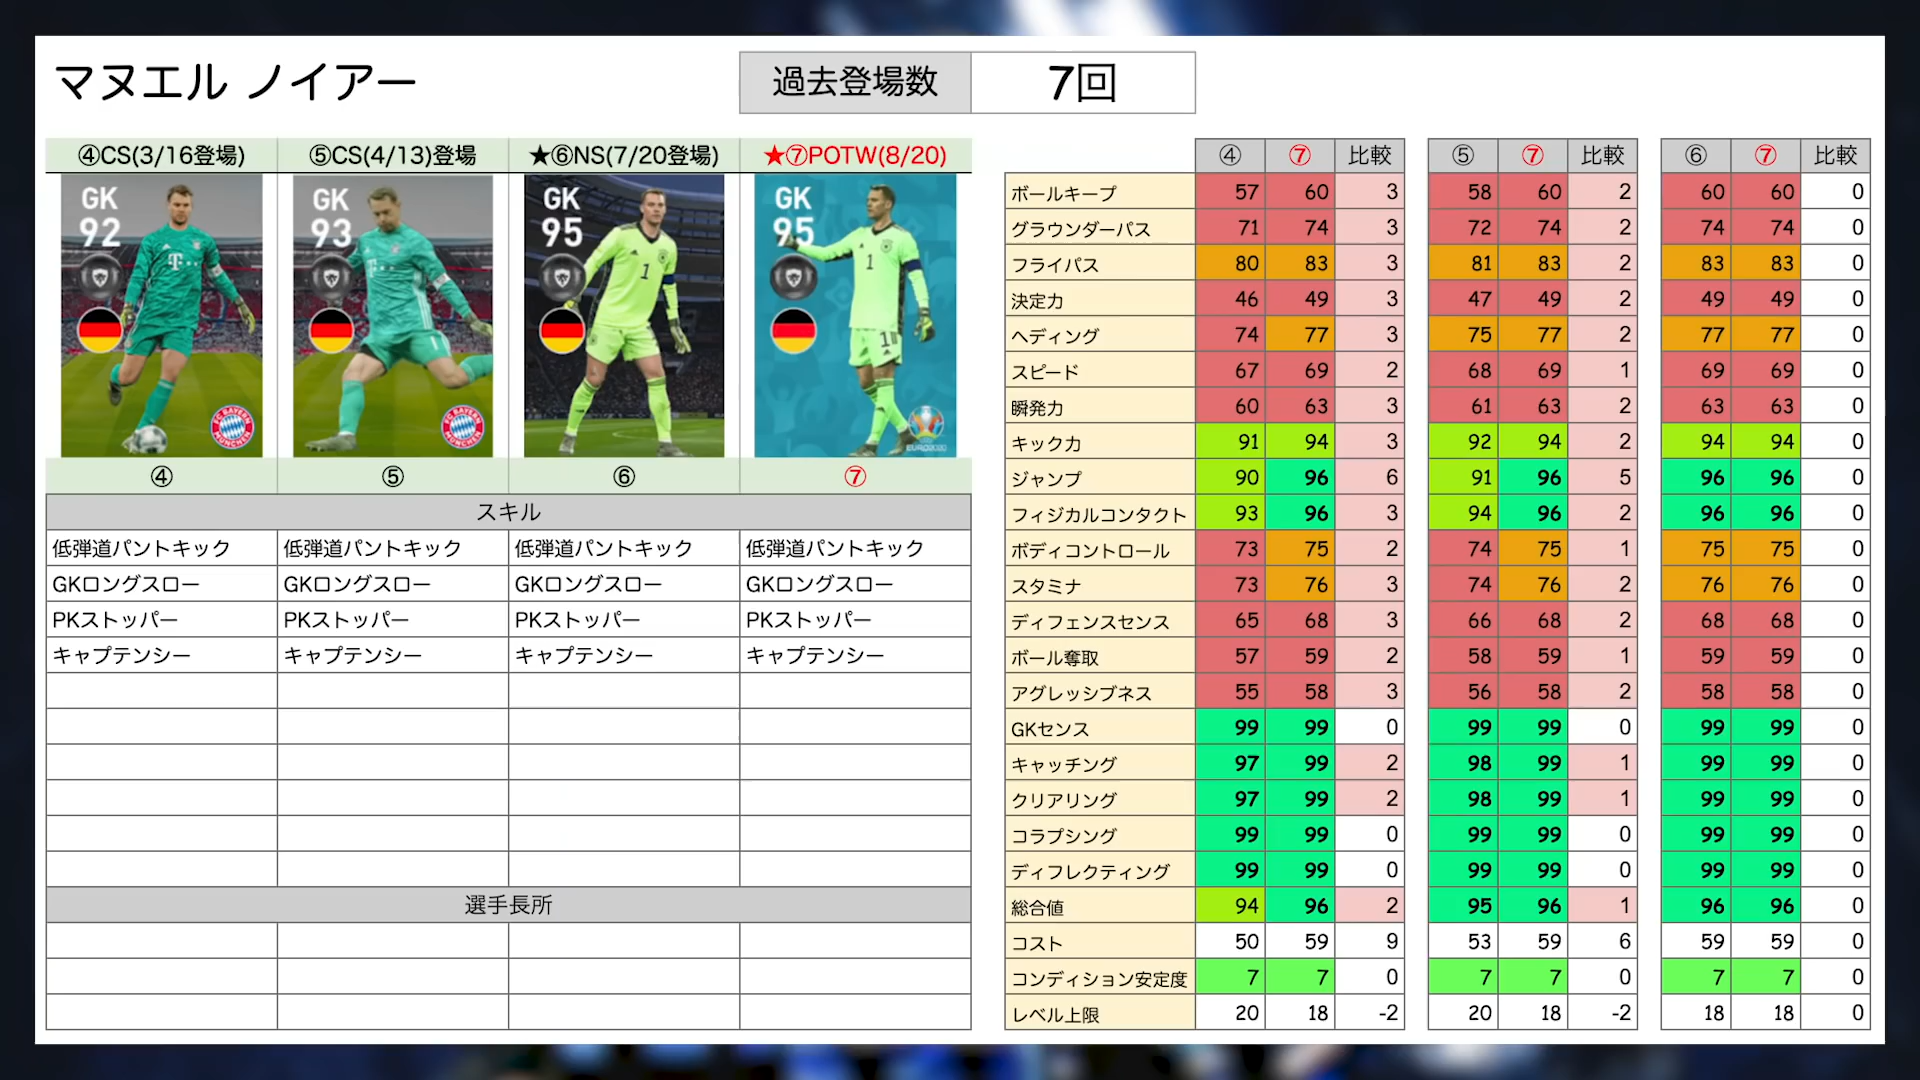 マヌエル ノイアー
過去登場数 7回
④CS(3/16登場) ⑤CS(4/13)登場 ★⑥NS(7/20登場) ★⑦POTW(8/20)
GK 92 GK 93 GK 95 GK 95
FC BAYERN MÜNCHEN FC BAYERN MÜNCHEN EURO2020
④ ⑤ ⑥ ⑦
スキル
低弾道パントキック 低弾道パントキック 低弾道パントキック 低弾道パントキック
GKロングスロー GKロングスロー GKロングスロー GKロングスロー
PKストッパー PKストッパー PKストッパー PKストッパー
キャプテンシー キャプテンシー キャプテンシー キャプテンシー
選手長所
④ ⑦ 比較 ⑤ ⑦ 比較 ⑥ ⑦ 比較
ボールキープ 57 60 3 58 60 2 60 60 0
グラウンダーパス 71 74 3 72 74 2 74 74 0
フライパス 80 83 3 81 83 2 83 83 0
決定力 46 49 3 47 49 2 49 49 0
ヘディング 74 77 3 75 77 2 77 77 0
スピード 67 69 2 68 69 1 69 69 0
瞬発力 60 63 3 61 63 2 63 63 0
キック力 91 94 3 92 94 2 94 94 0
ジャンプ 90 96 6 91 96 5 96 96 0
フィジカルコンタクト 93 96 3 94 96 2 96 96 0
ボディコントロール 73 75 2 74 75 1 75 75 0
スタミナ 73 76 3 74 76 2 76 76 0
ディフェンスセンス 65 68 3 66 68 2 68 68 0
ボール奪取 57 59 2 58 59 1 59 59 0
アグレッシブネス 55 58 3 56 58 2 58 58 0
GKセンス 99 99 0 99 99 0 99 99 0
キャッチング 97 99 2 98 99 1 99 99 0
クリアリング 97 99 2 98 99 1 99 99 0
コラプシング 99 99 0 99 99 0 99 99 0
ディフレクティング 99 99 0 99 99 0 99 99 0
総合値 94 96 2 95 96 1 96 96 0
コスト 50 59 9 53 59 6 59 59 0
コンディション安定度 7 7 0 7 7 0 7 7 0
レベル上限 20 18 -2 20 18 -2 18 18 0